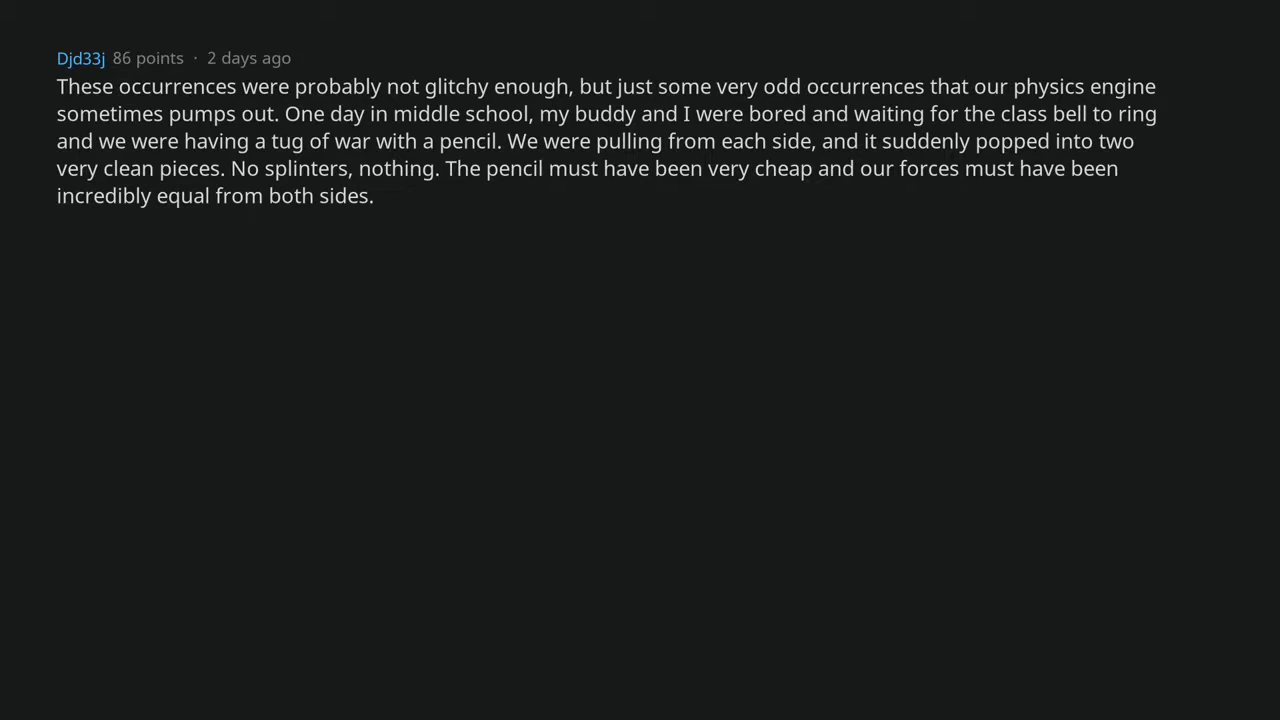 Djd33j 86 points · 2 days ago
These occurrences were probably not glitchy enough, but just some very odd occurrences that our physics engine
sometimes pumps out. One day in middle school, my buddy and I were bored and waiting for the class bell to ring
and we were having a tug of war with a pencil. We were pulling from each side, and it suddenly popped into two
very clean pieces. No splinters, nothing. The pencil must have been very cheap and our forces must have been
incredibly equal from both sides.